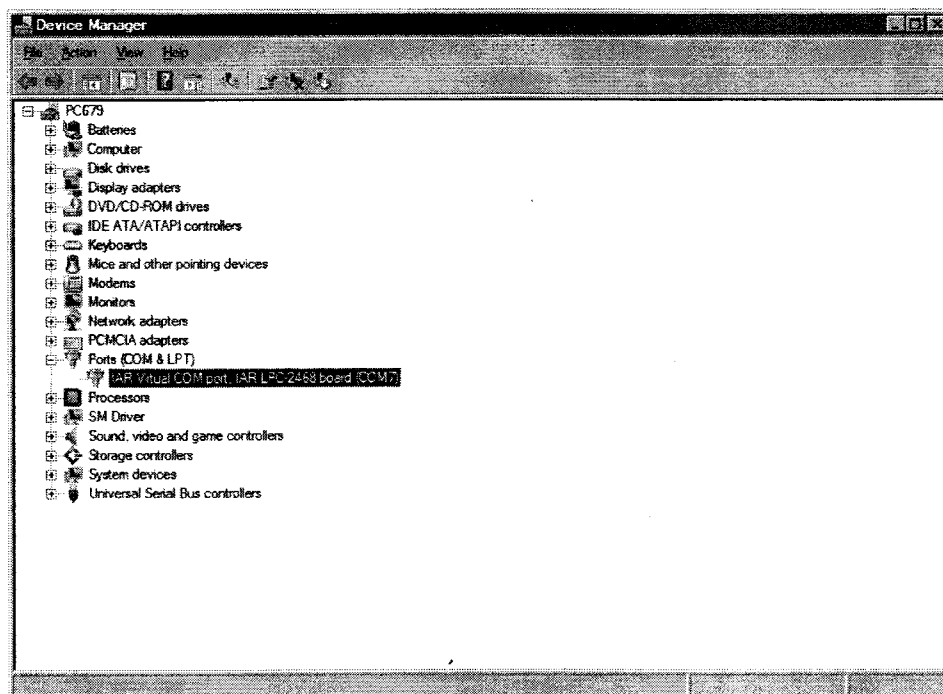 Device Manager
File Action View Help
PC679
Batteries
Computer
Disk drives
Display adapters
DVD/CD-ROM drives
IDE ATA/ATAPI controllers
Keyboards
Mice and other pointing devices
Modems
Monitors
Network adapters
PCMCIA adapters
Ports (COM & LPT)
IAR Virtual COM port, IAR LPC-2468 board (COM7)
Processors
SM Driver
Sound, video and game controllers
Storage controllers
System devices
Universal Serial Bus controllers